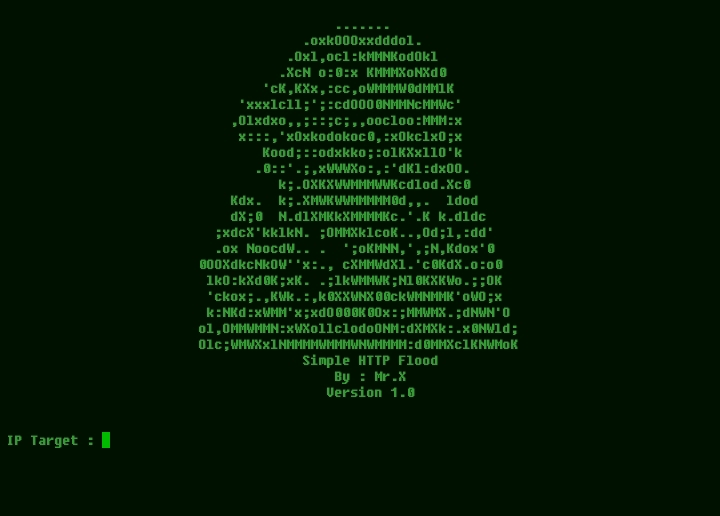 .......
.oxkOOOxxdddol.
.Oxl,ocl:kMMNKodOkl
.XcN o:0:x KMMMXoNXd0
'cK,KXx,:cc,oWMMMW0dMMlK
'xxxlcll;';:cdOOO0NMMNcMMWc'
,Olxdxo,,;::;c;,,oocloo:MMM:x
x:::,'xOxkodokoc0,:xOkclxO;x
Kood;::odxkko;:olKXxllO'k
.0::'.;,xWWWXo:,:'dKl:dxOO.
k;.OXKXWWMMMWWKcdlod.Xc0
Kdx.  k;.XMWKWWMMMMM0d,,.  ldod
dX;0  N.dlXMKkXMMMMKc.'.K k.dldc
;xdcX'kklkN. ;OMMXklcoK..,Od;l,:dd'
.ox NoocdW.. .  ';oKMNN,',;N,Kdox'0
0OOXdkcNkOW''x:., cXMMWdXl.'c0KdX.o:o0
lkO:kXd0K;xK. .;lkWMMWK;Nl0KXKWo.;;OK
'ckox;.,KWk.:,k0XXWNX00ckWMNMMK'oWO;x
k:NKd:xWMM'x;xdO000K0Ox:;MMWMX.;dNWN'O
ol,OMMWMMN:xWXollclodoONM:dXMXk:.x0NWld;
Olc;WMWXxlNMMMMWMMMWNWMMMM:d0MMXclKNWMoK
Simple HTTP Flood
By : Mr.X
Version 1.0
IP Target :